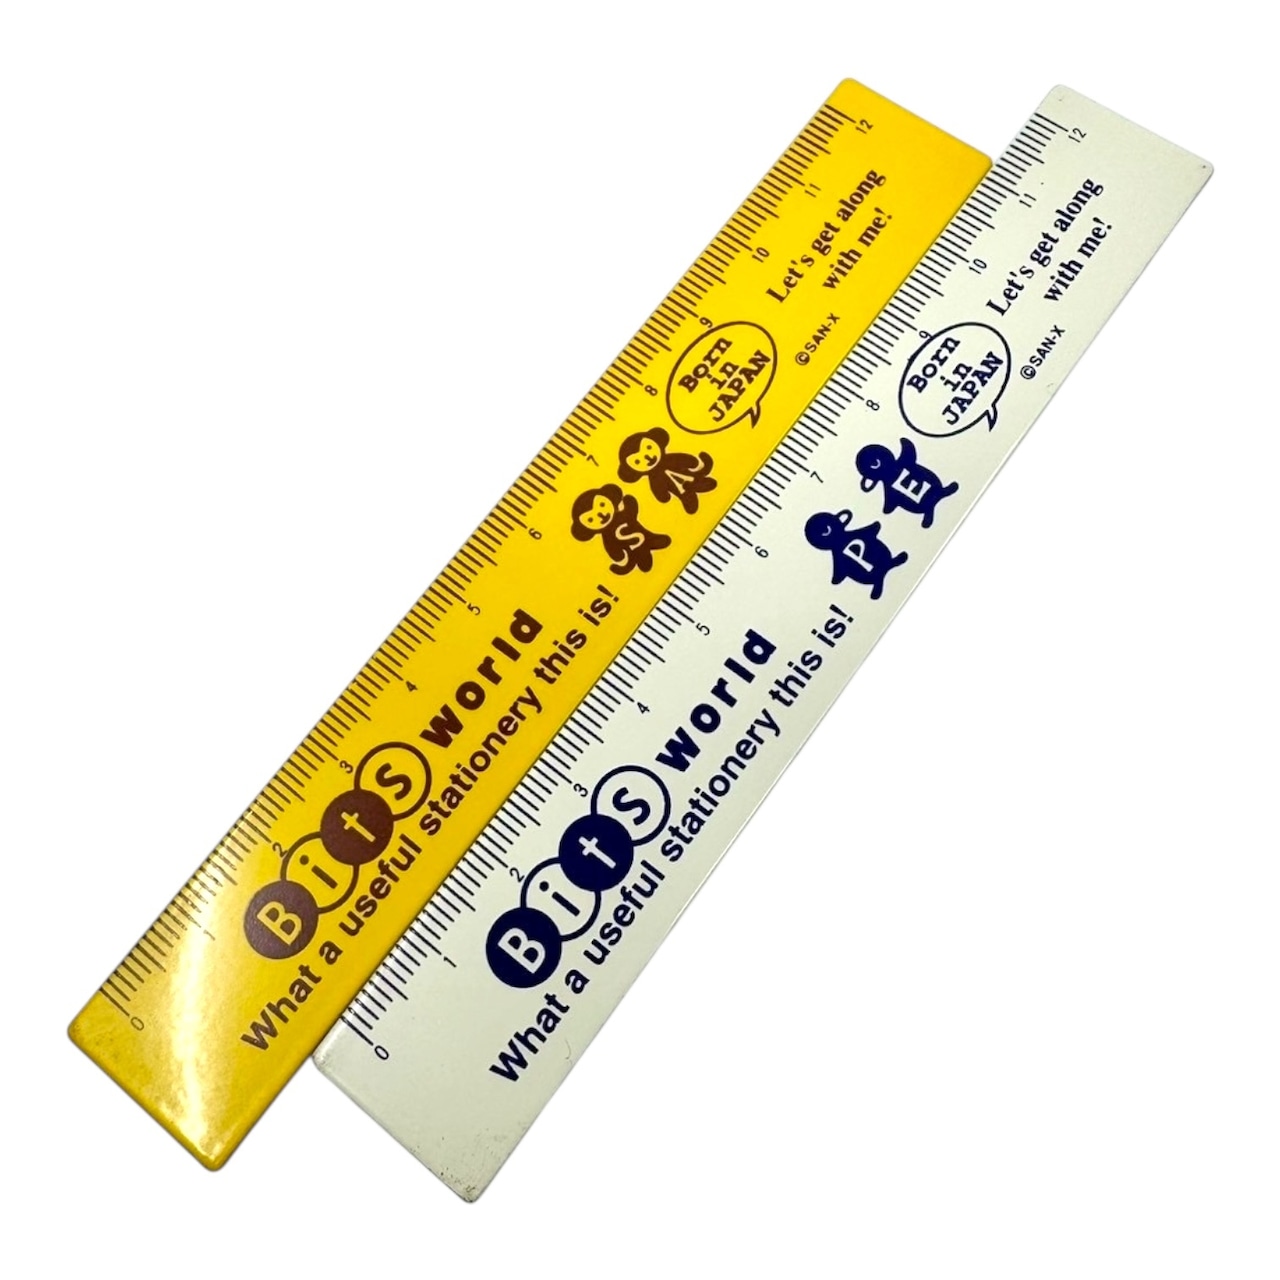 0 1 2 3 4 5 6 7 8 9 10 11 12
Bits world
What a useful stationery this is!
S A
Born
in
JAPAN
©SAN-X
Let's get along
with me!
0 1 2 3 4 5 6 7 8 9 10 11 12
Bits world
What a useful stationery this is!
P E
Born
in
JAPAN
©SAN-X
Let's get along
with me!